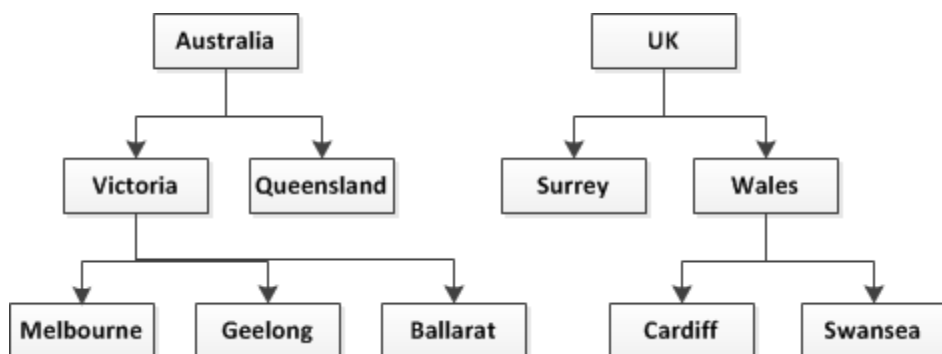 Australia
UK
Victoria
Queensland
Surrey
Wales
Melbourne
Geelong
Ballarat
Cardiff
Swansea